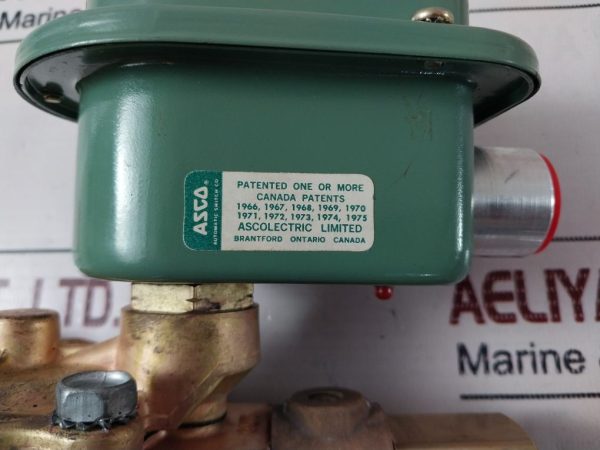 Marine
ASCO®
AUTOMATIC SWITCH CO
PATENTED ONE OR MORE
CANADA PATENTS
1966, 1967, 1968, 1969, 1970
1971, 1972, 1973, 1974, 1975
ASCOLECTRIC LIMITED
BRANTFORD ONTARIO CANADA
T. LTD.
AELIYA
Marine &